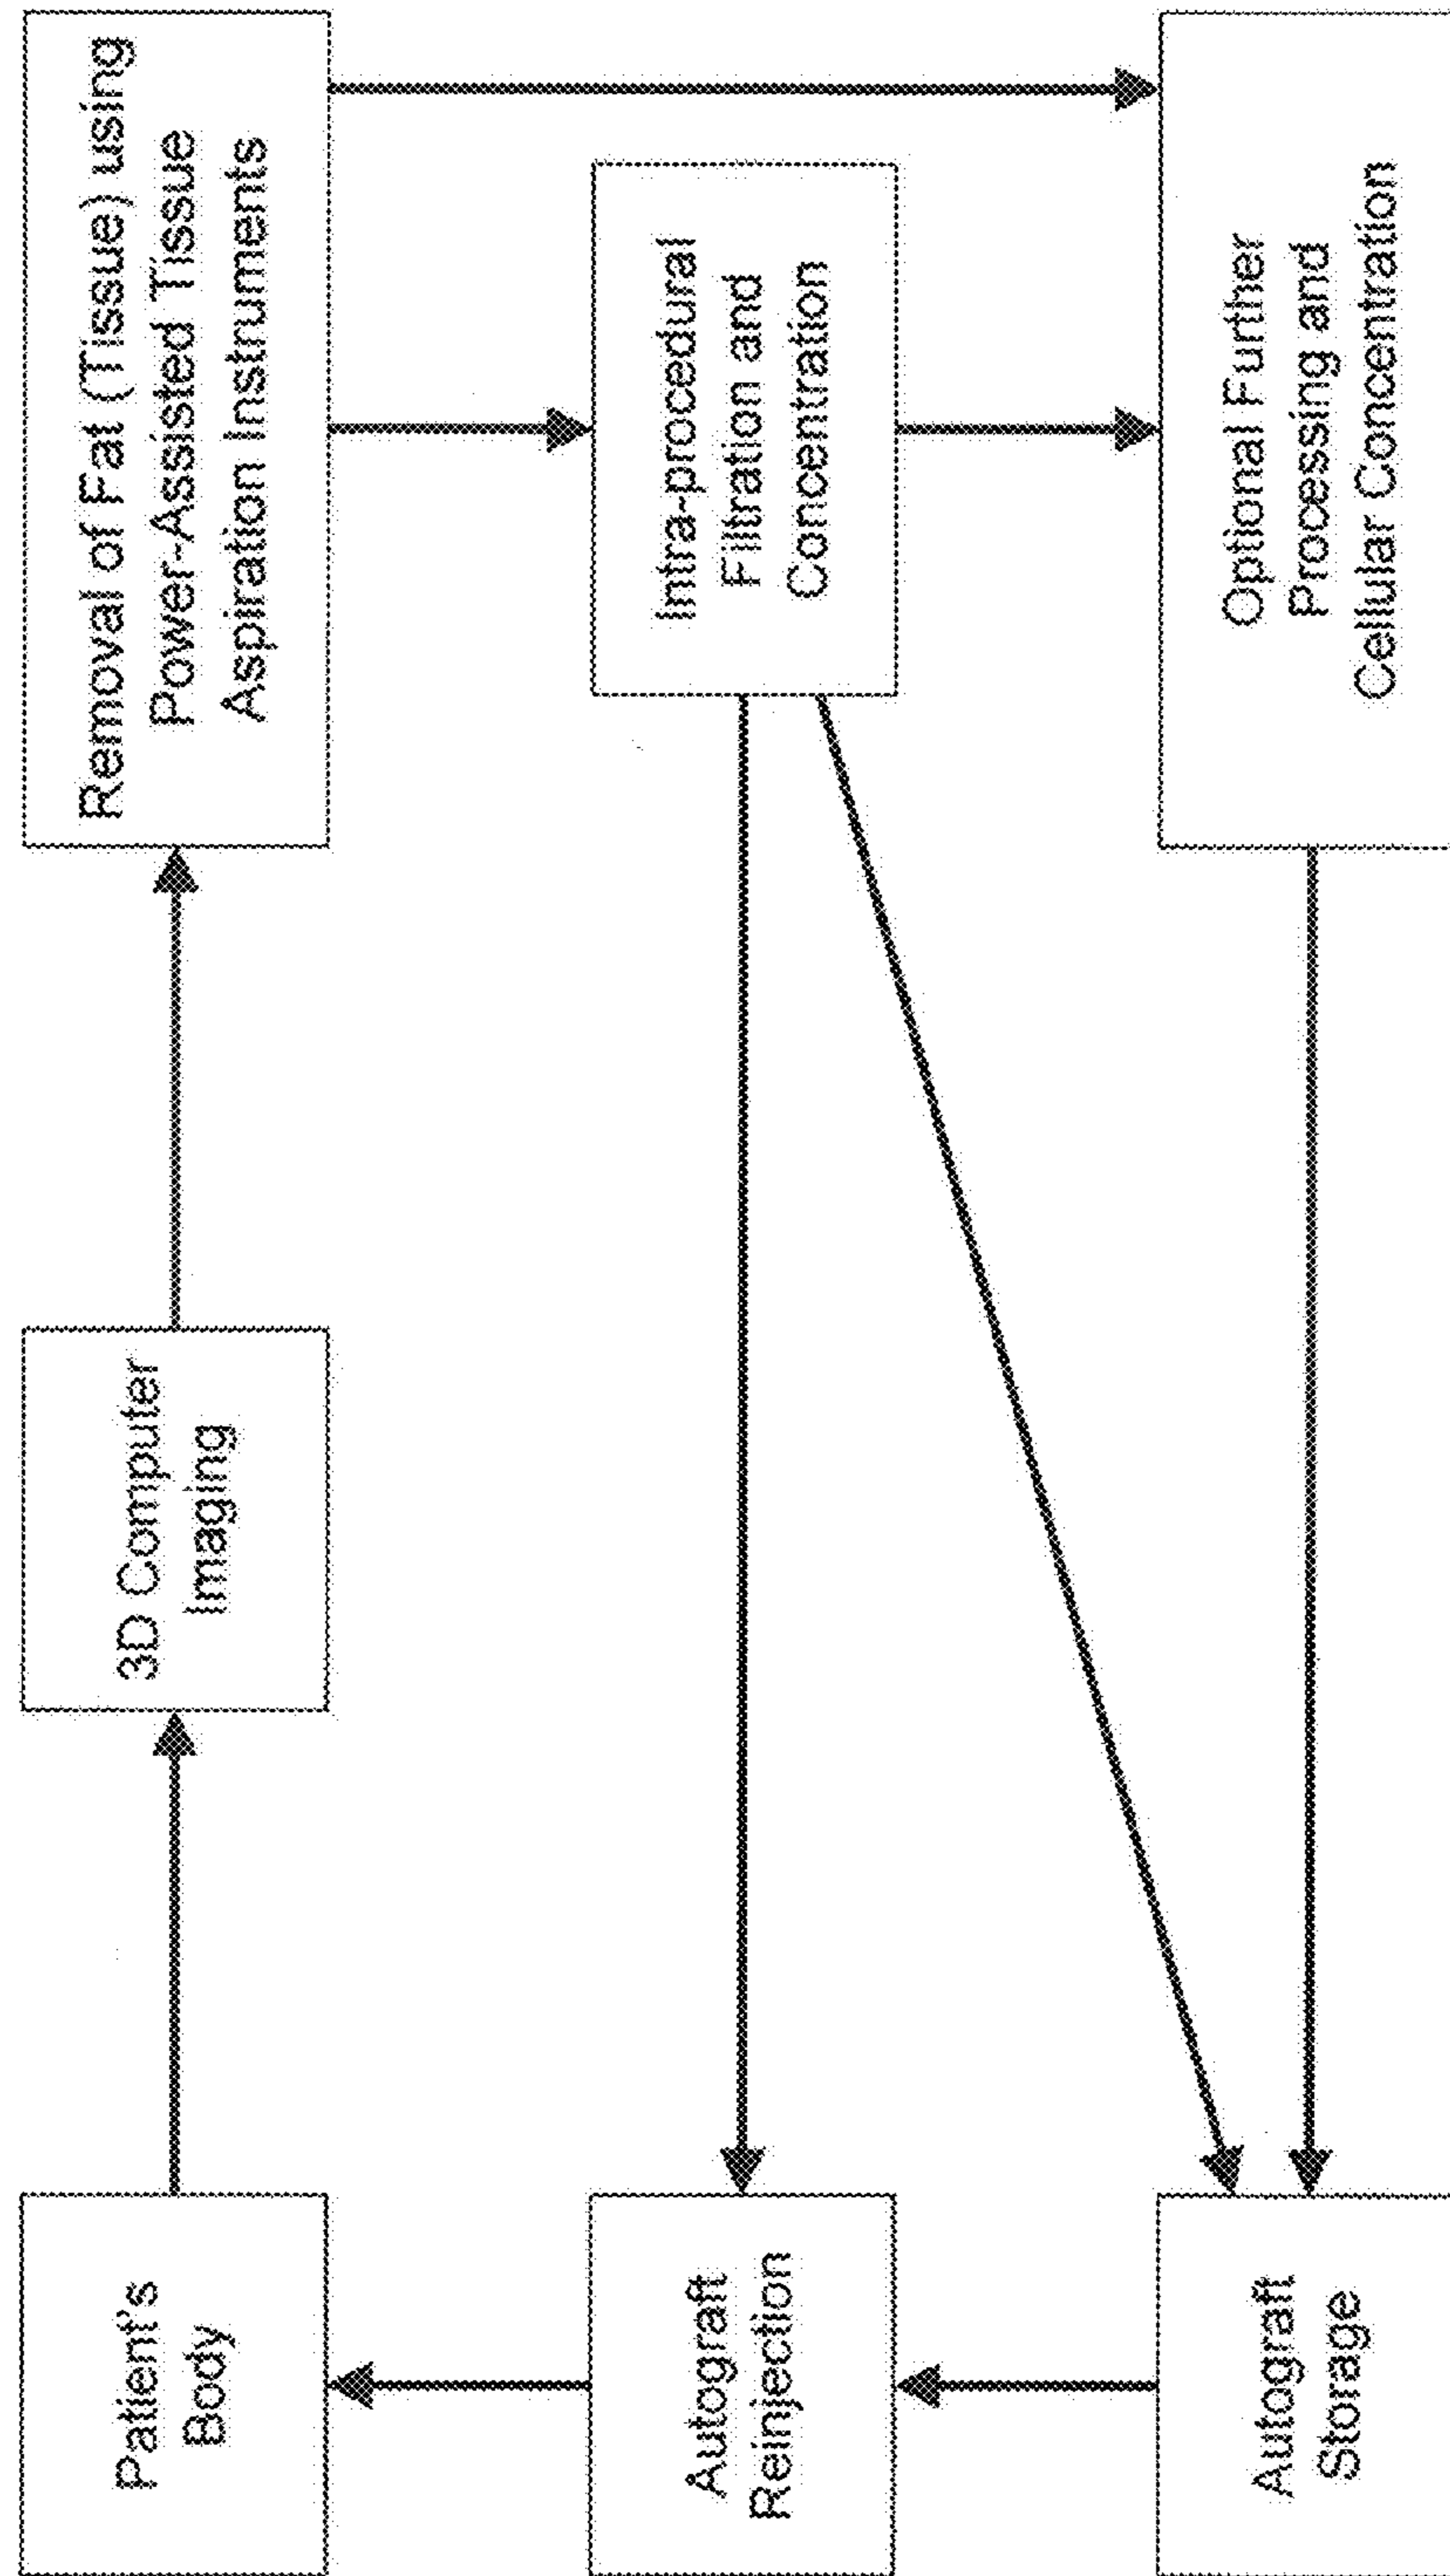 Patient's
Body
3D Computer
Imaging
Removal of Fat (Tissue) using
Power-Assisted Tissue
Aspiration Instruments
Autograft
Reinjection
Intra-procedural
Filtration and
Concentration
Autograft
Storage
Optional Further
Processing and
Cellular Concentration